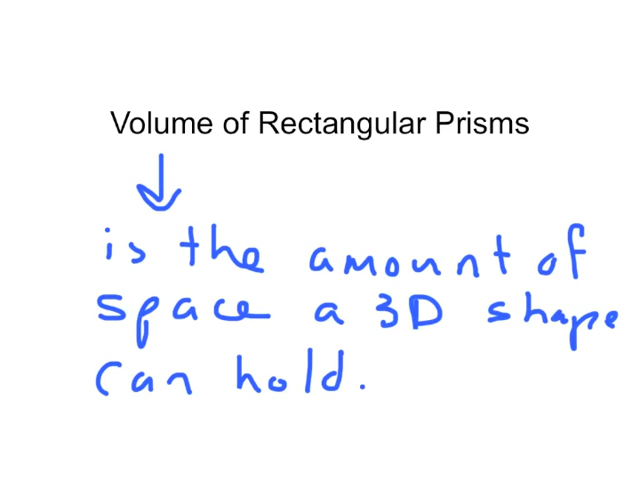 Volume of Rectangular Prisms
is the amount of
space a 3D shape
can hold.